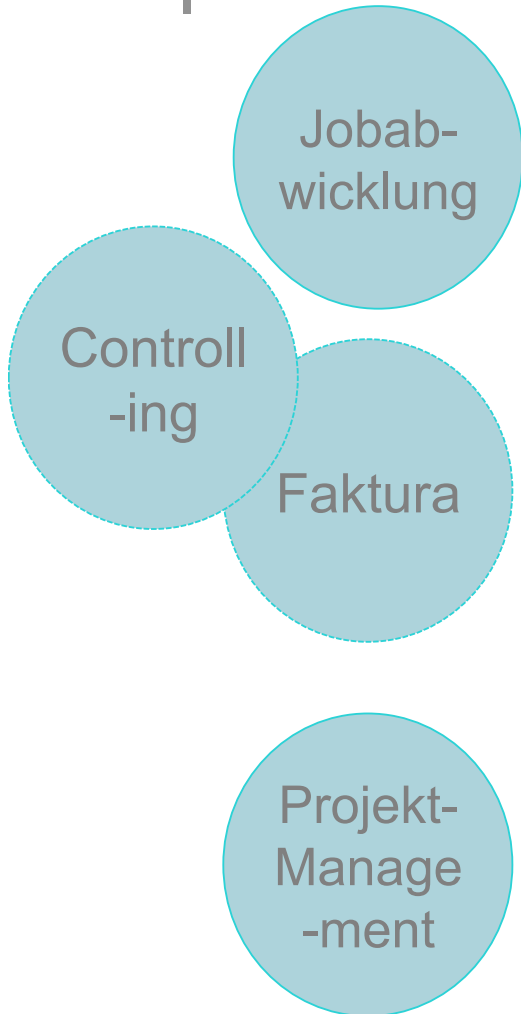 Jobab-
wicklung
Controll
-ing
Faktura
Projekt-
Manage
-ment